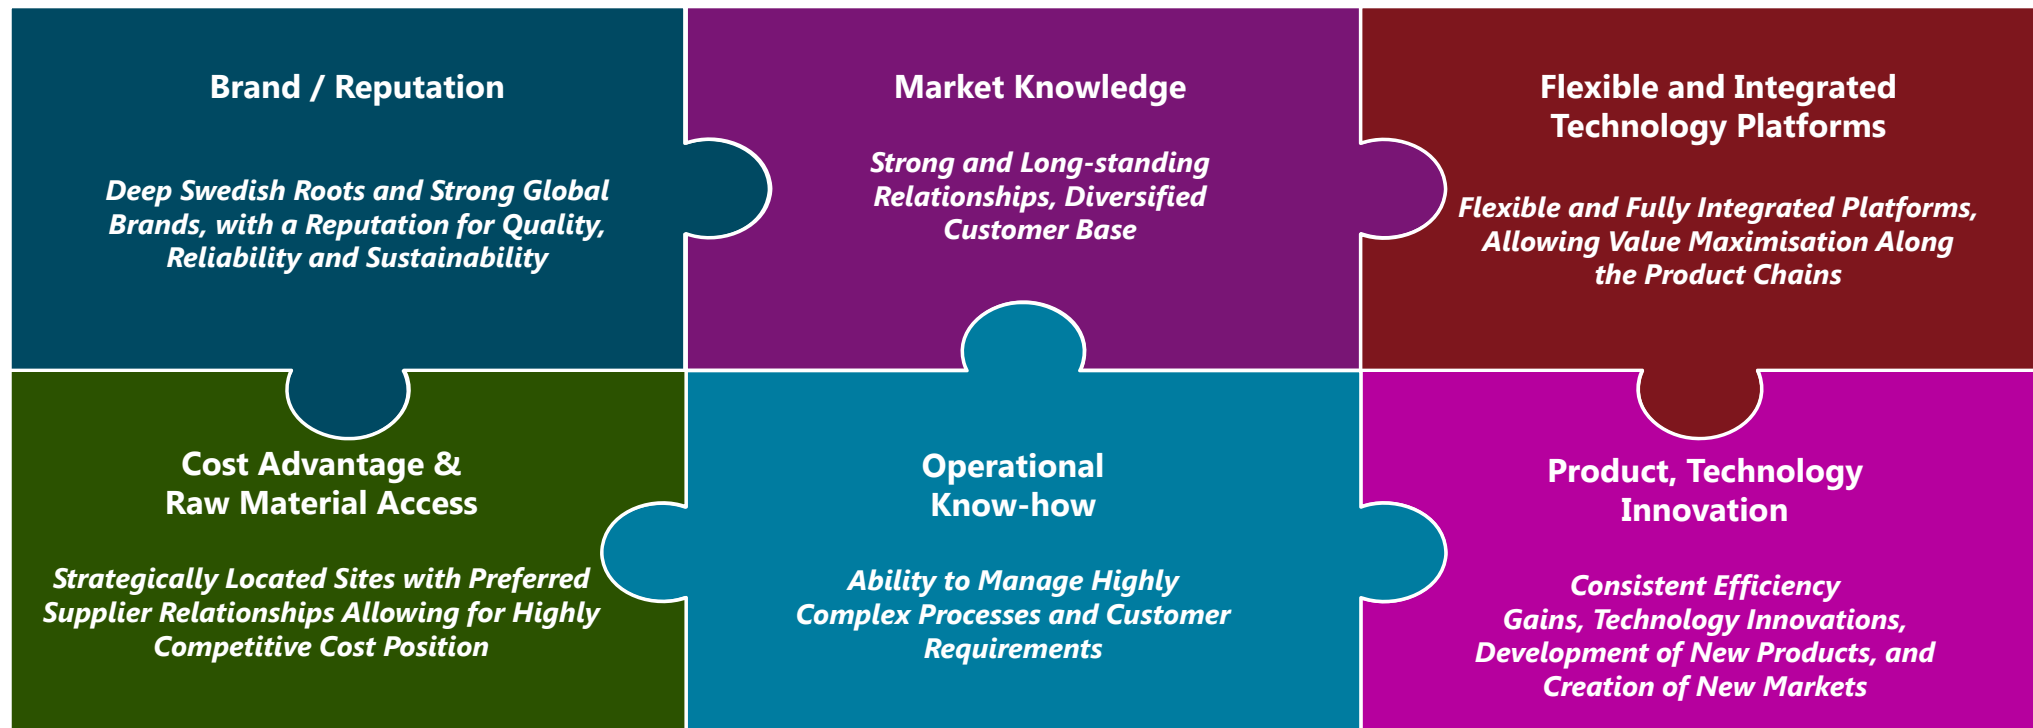 Brand / Reputation
Deep Swedish Roots and Strong Global
Brands, with a Reputation for Quality,
Reliability and Sustainability
Market Knowledge
Strong and Long-standing
Relationships, Diversified
Customer Base
Flexible and Integrated
Technology Platforms
Flexible and Fully Integrated Platforms,
Allowing Value Maximisation Along
the Product Chains
Cost Advantage &
Raw Material Access
Strategically Located Sites with Preferred
Supplier Relationships Allowing for Highly
Competitive Cost Position
Operational
Know-how
Ability to Manage Highly
Complex Processes and Customer
Requirements
Product, Technology
Innovation
Consistent Efficiency
Gains, Technology Innovations,
Development of New Products, and
Creation of New Markets